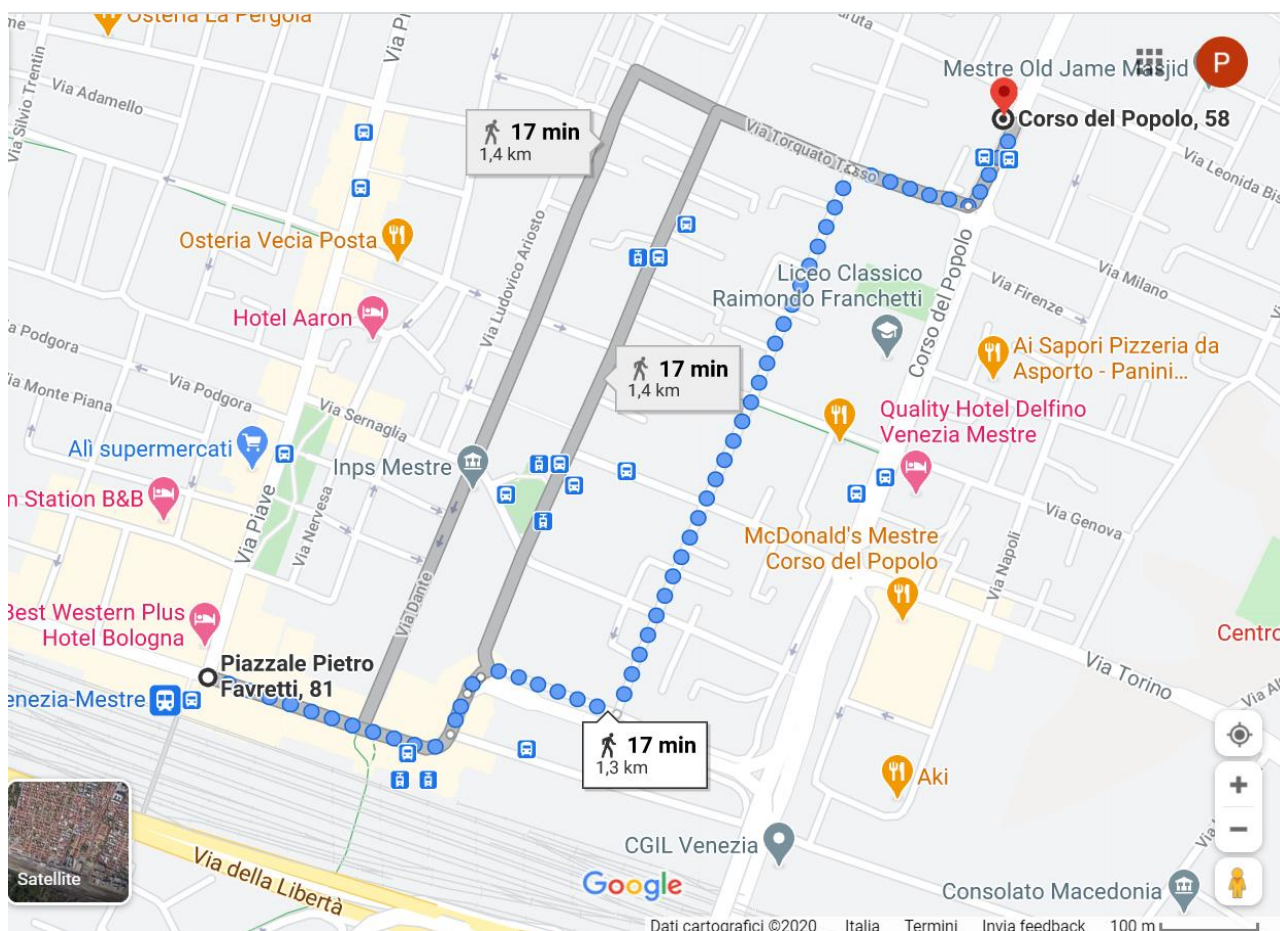 Osteria La Pergola
Via Pi
Mestre Old Jame Masjid
P
Corso del Popolo, 58
Via Silvio Trentin
Via Adamello
17 min
1,4 km
Via Torquato Tasso
Via Leonida Bis
Osteria Vecia Posta
Via Ludovico Ariosto
Liceo Classico
Raimondo Franchetti
Corso del Popolo
Via Firenze
Via Milano
Hotel Aaron
a Podgora
Ai Sapori Pizzeria da
Asporto - Panini...
17 min
1,4 km
Via Monte Piana
Via Podgora
Via Sernaglia
Quality Hotel Delfino
Venezia Mestre
Alì supermercati
Inps Mestre
n Station B&B
Via Piave
Via Nervesa
Via Genova
McDonald's Mestre
Corso del Popolo
Via Napoli
Via Dante
Best Western Plus
Hotel Bologna
Centro
Piazzale Pietro
Favretti, 81
Via Torino
enezia-Mestre
17 min
1,3 km
Aki
CGIL Venezia
Via della Libertà
Satellite
Google
Consolato Macedonia
Dati cartografici ©2020 Italia Termini Invia feedback 100 m